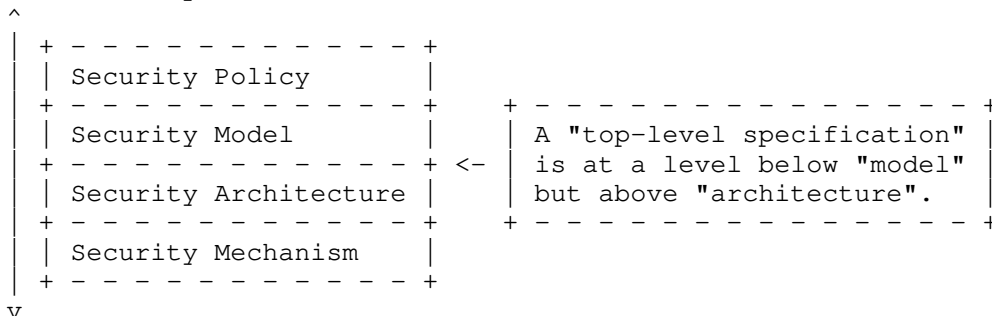 ^
| + - - - - - - - - - - - +
| | Security Policy       |
| + - - - - - - - - - - - +    + - - - - - - - - - - - - - +
| | Security Model        |    | A "top-level specification" |
| + - - - - - - - - - - - + <- | is at a level below "model" |
| | Security Architecture |    | but above "architecture".   |
| + - - - - - - - - - - - +    + - - - - - - - - - - - - - +
| | Security Mechanism    |
| + - - - - - - - - - - - +
v